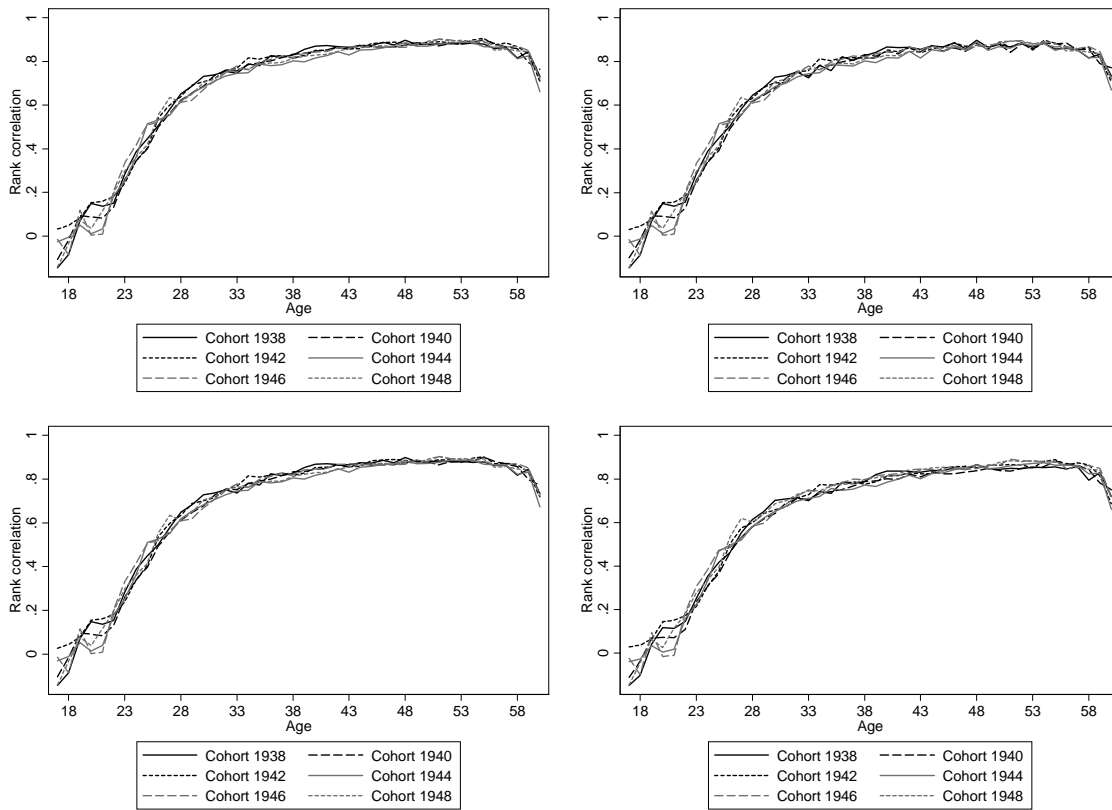 1
.8
.6
.4
.2
0
Rank correlation
18 23 28 33 38 43 48 53 58
Age
Cohort 1938 Cohort 1940
Cohort 1942 Cohort 1944
Cohort 1946 Cohort 1948
1
.8
.6
.4
.2
0
Rank correlation
18 23 28 33 38 43 48 53 58
Age
Cohort 1938 Cohort 1940
Cohort 1942 Cohort 1944
Cohort 1946 Cohort 1948
1
.8
.6
.4
.2
0
Rank correlation
18 23 28 33 38 43 48 53 58
Age
Cohort 1938 Cohort 1940
Cohort 1942 Cohort 1944
Cohort 1946 Cohort 1948
1
.8
.6
.4
.2
0
Rank correlation
18 23 28 33 38 43 48 53 58
Age
Cohort 1938 Cohort 1940
Cohort 1942 Cohort 1944
Cohort 1946 Cohort 1948